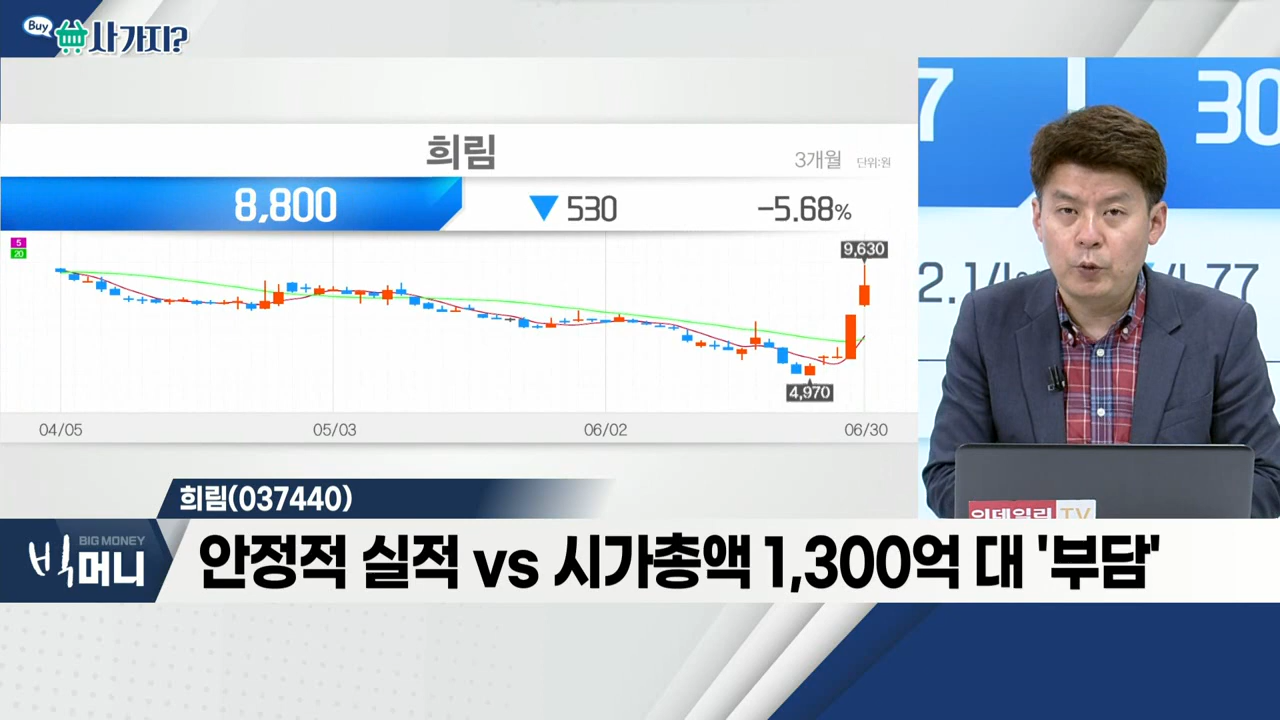 Buy
사가지?
7
30
희림
3개월 단위:원
8,800 ▼ 530 -5.68%
5
20
9,630
4,970
04/05 05/03 06/02 06/30
희림(037440)
BIG MONEY
빅머니
안정적 실적 vs 시가총액 1,300억 대 '부담'
이데일리 TV